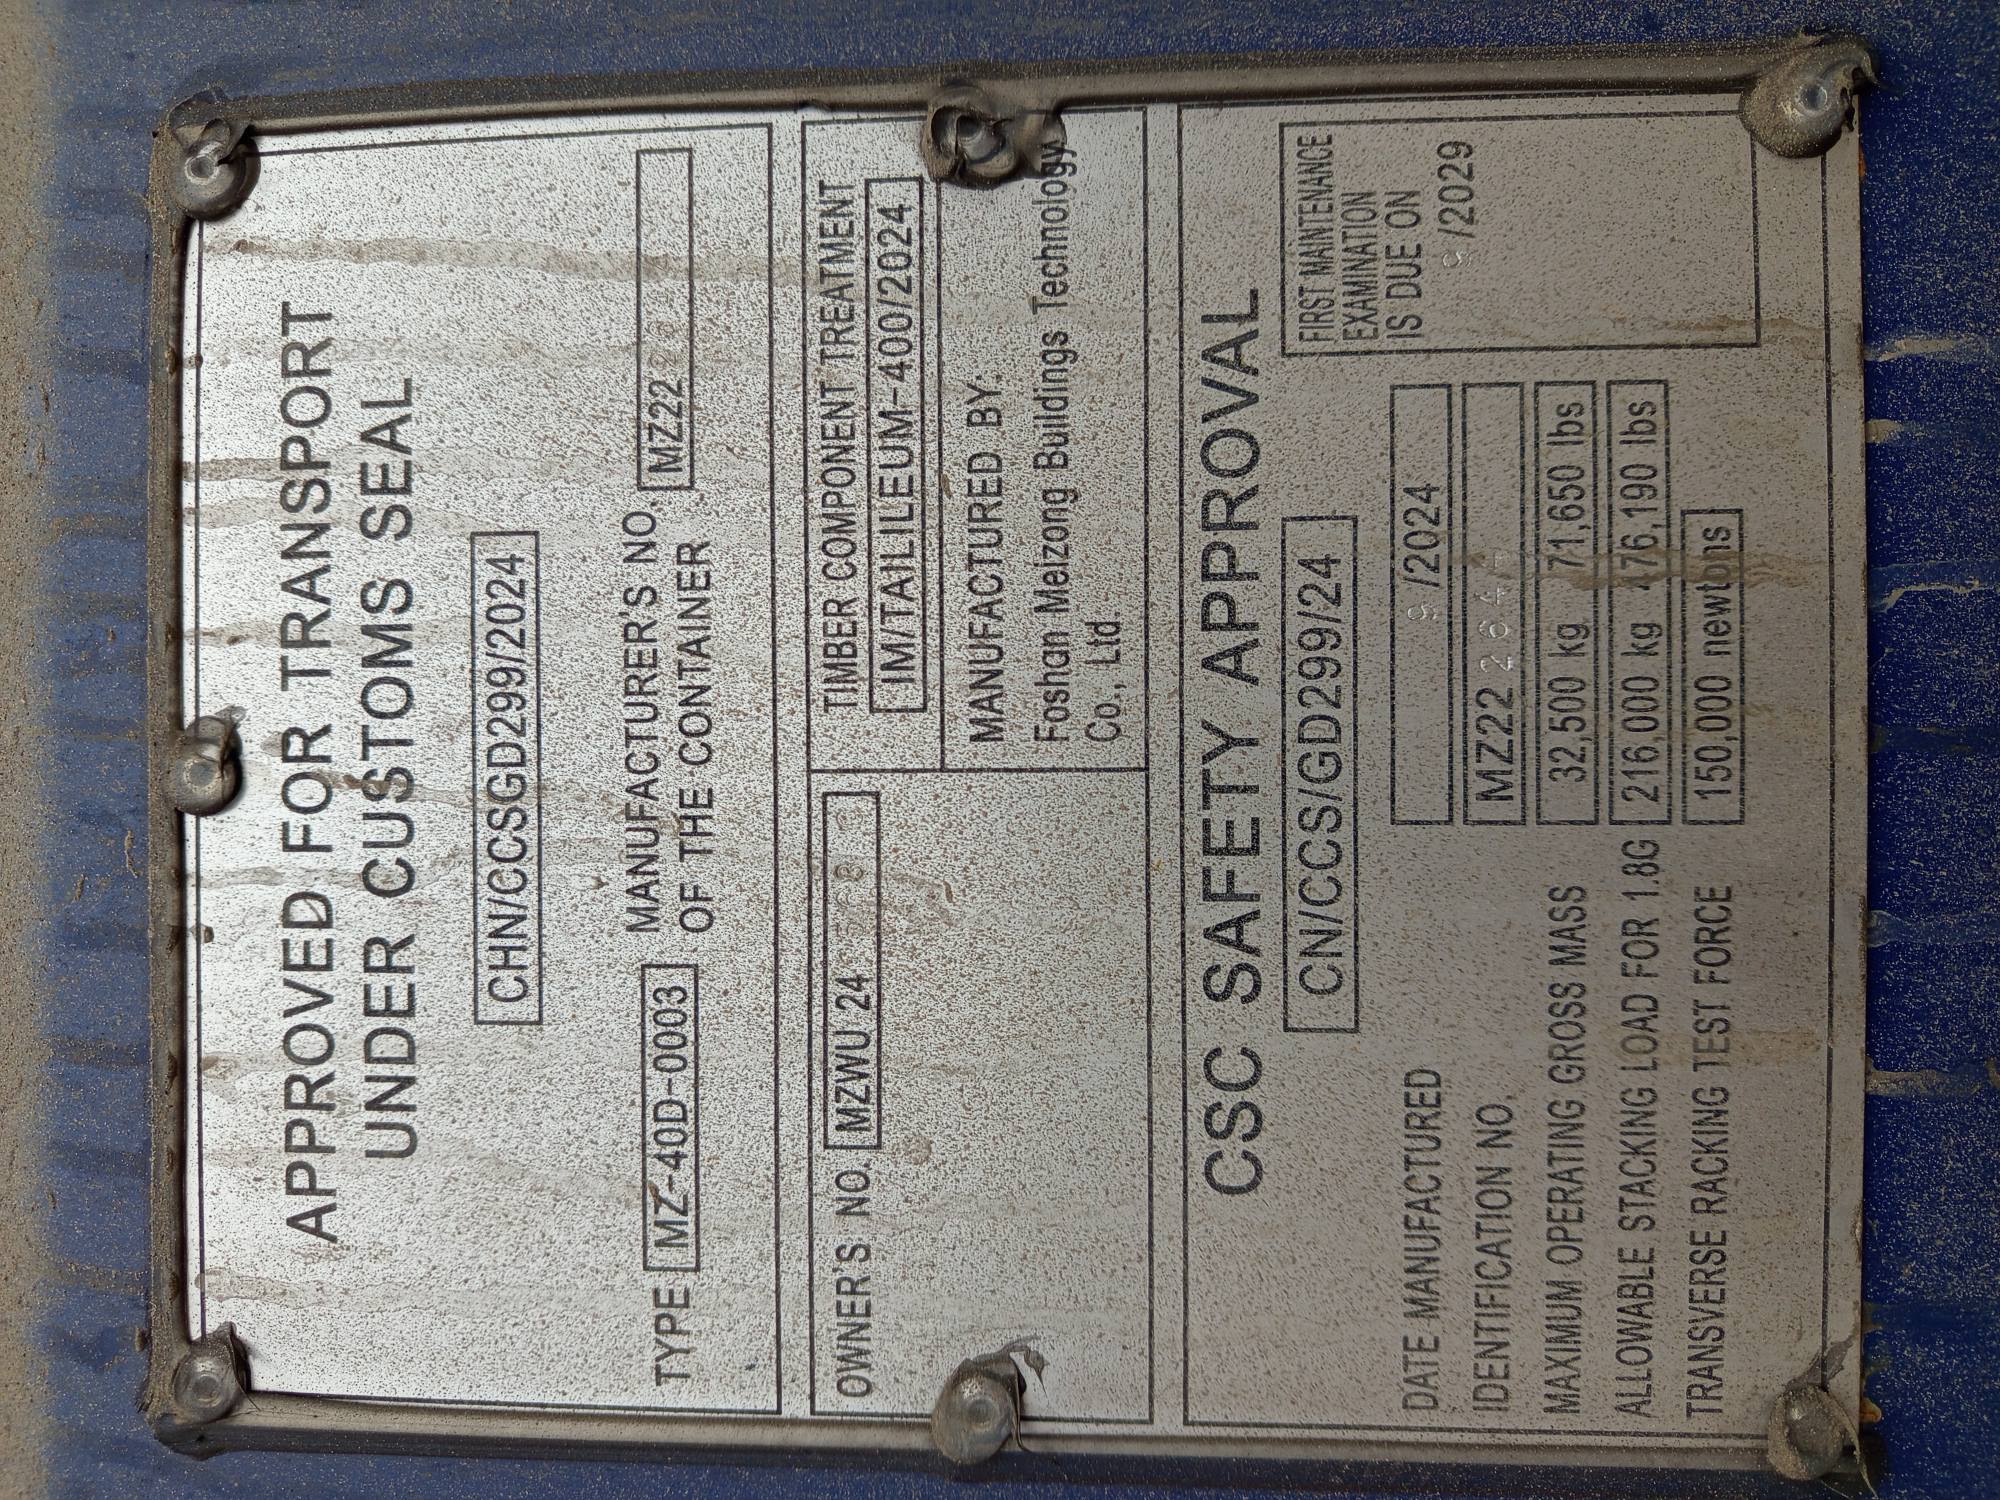 APPROVED FOR TRANSPORT
UNDER CUSTOMS SEAL
CHN/CCSGD299/2024
TYPE MZ-40D-0003 MANUFACTURER'S NO.
OF THE CONTAINER MZ22
OWNER'S NO. MZWU 24
TIMBER COMPONENT TREATMENT
IM/TAILILEUM-400/2024
MANUFACTURED BY:
Foshan Meizong Buildings Technology
Co., Ltd.
CSC SAFETY APPROVAL
CN/CCS/GD299/24
FIRST MAINTENANCE
EXAMINATION
IS DUE ON
9 /2029
DATE MANUFACTURED 9 /2024
IDENTIFICATION NO. MZ22
MAXIMUM OPERATING GROSS MASS 32,500 kg 71,650 lbs
ALLOWABLE STACKING LOAD FOR 1.8G 216,000 kg 476,190 lbs
TRANSVERSE RACKING TEST FORCE 150,000 newtons